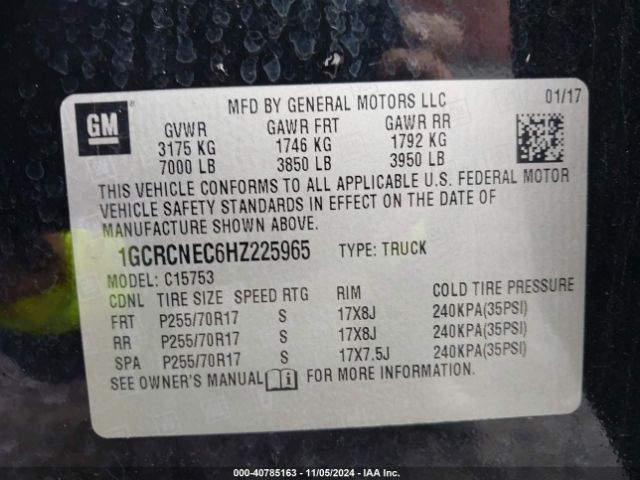 GM
MFD BY GENERAL MOTORS LLC 01/17
GVWR GAWR FRT GAWR RR
3175 KG 1746 KG 1792 KG
7000 LB 3850 LB 3950 LB
THIS VEHICLE CONFORMS TO ALL APPLICABLE U.S. FEDERAL MOTOR
VEHICLE SAFETY STANDARDS IN EFFECT ON THE DATE OF
MANUFACTURE SHOWN ABOVE.
1GCRCNEC6HZ225965 TYPE: TRUCK
MODEL: C15753
CDNL TIRE SIZE SPEED RTG RIM COLD TIRE PRESSURE
FRT P255/70R17 S 17X8J 240KPA(35PSI)
RR P255/70R17 S 17X8J 240KPA(35PSI)
SPA P255/70R17 S 17X7.5J 240KPA(35PSI)
SEE OWNER'S MANUAL FOR MORE INFORMATION.
000-40785163 - 11/05/2024 - IAA Inc.